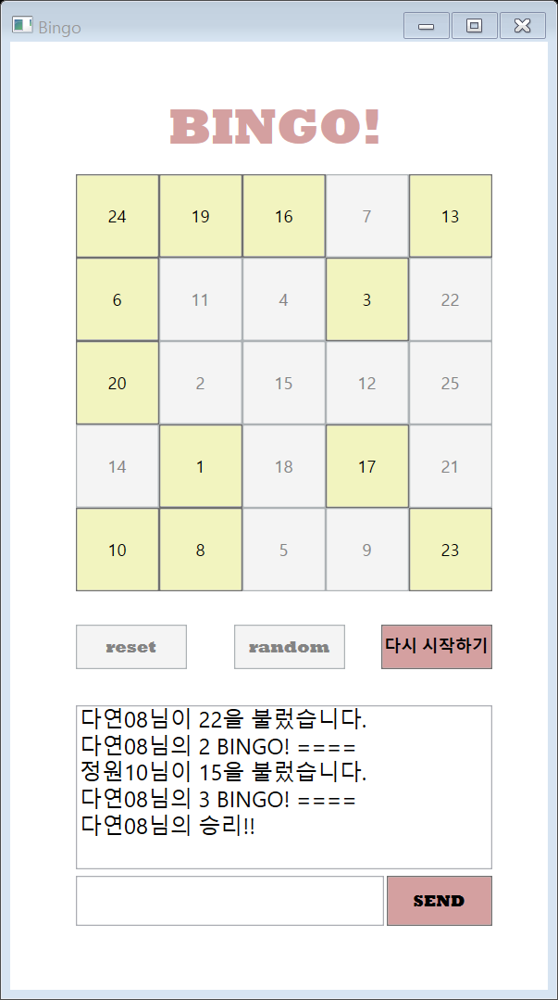 Bingo
BINGO!
24 19 16 7 13
6 11 4 3 22
20 2 15 12 25
14 1 18 17 21
10 8 5 9 23
reset random 다시 시작하기
다연08님이 22을 불렀습니다.
다연08님의 2 BINGO! ====
정원10님이 15을 불렀습니다.
다연08님의 3 BINGO! ====
다연08님의 승리!!
SEND